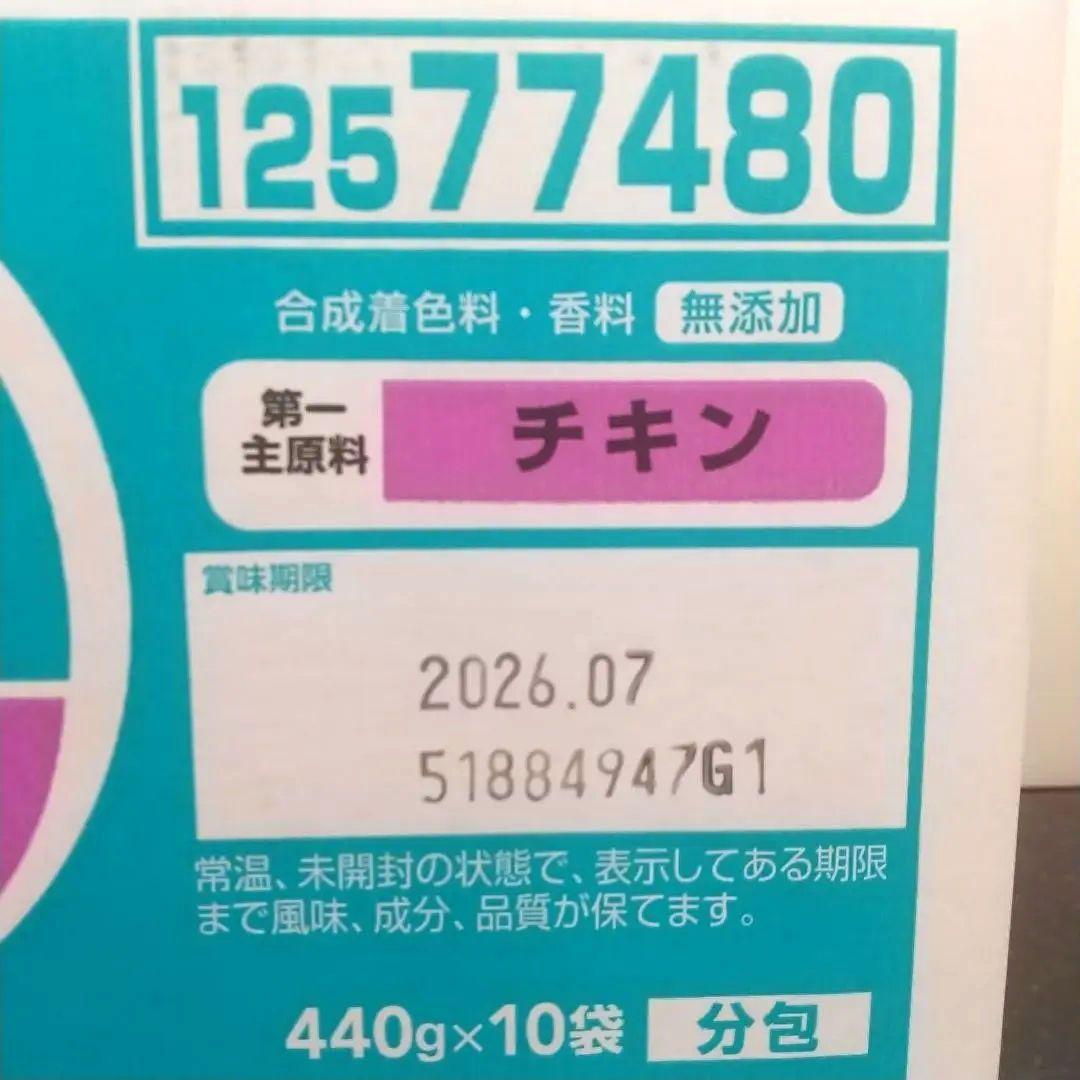 12577480
合成着色料・香料 無添加
第一
主原料 チキン
賞味期限
2026.07
51884947G1
常温、未開封の状態で、表示してある期限
まで風味、成分、品質が保てます。
440g×10袋 分包